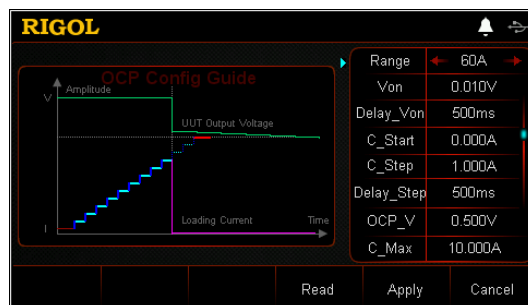 RIGOL
OCP Config Guide
Amplitude
V
UUT Output Voltage
Loading Current
Time
I
Range 60A
Von 0.010V
Delay_Von 500ms
C_Start 0.000A
C_Step 1.000A
Delay_Step 500ms
OCP_V 0.500V
C_Max 10.000A
Read Apply Cancel